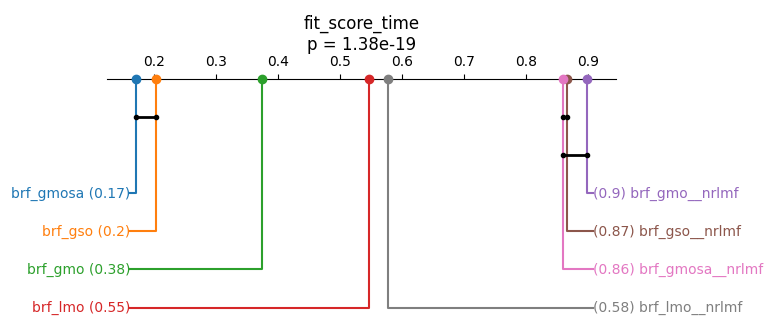 fit_score_time
p = 1.38e-19
0.2 0.3 0.4 0.5 0.6 0.7 0.8 0.9
brf_gmosa (0.17) (0.9) brf_gmo__nrlmf
brf_gso (0.2) (0.87) brf_gso__nrlmf
brf_gmo (0.38) (0.86) brf_gmosa__nrlmf
brf_lmo (0.55) (0.58) brf_lmo__nrlmf